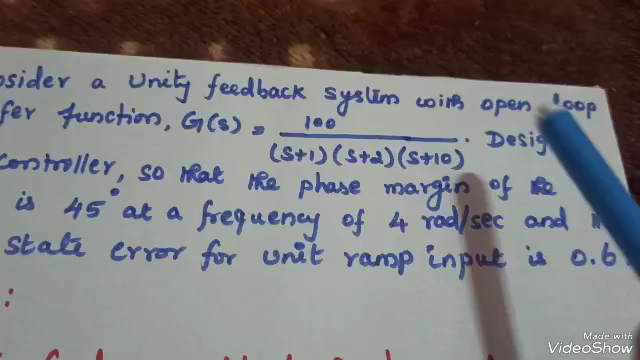 nsider a unity feedback system with open loop
fer function, G(s) = 100 / (s+1)(s+2)(s+10) . Desig
controller, so that the phase margin of the
is 45° at a frequency of 4 rad/sec and
state error for unit ramp input is 0.6
:
Made with
VideoShow